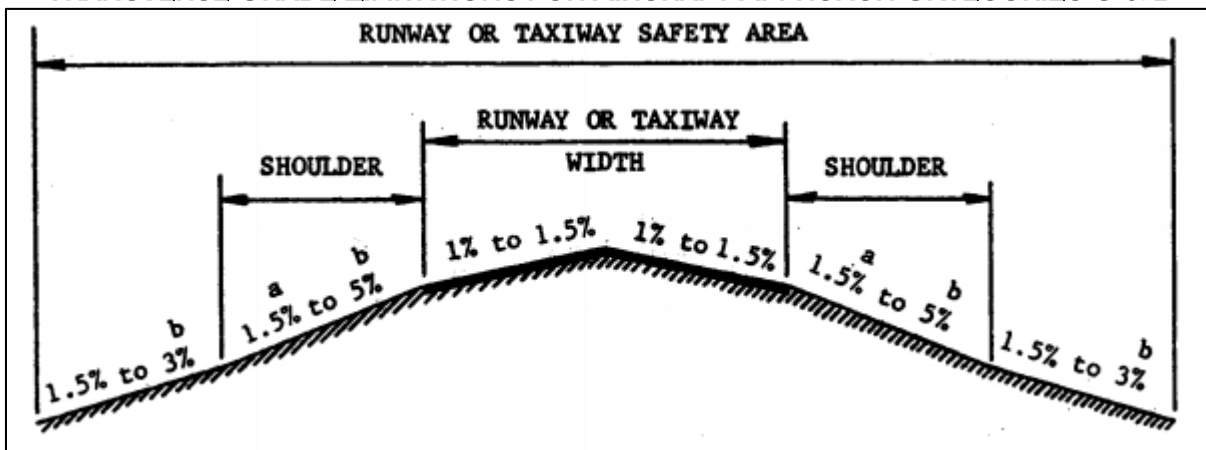 RUNWAY OR TAXIWAY SAFETY AREA
RUNWAY OR TAXIWAY
WIDTH
SHOULDER
SHOULDER
1% to 1.5%
1% to 1.5%
a
b
1.5% to 5%
a
b
1.5% to 5%
b
1.5% to 3%
b
1.5% to 3%